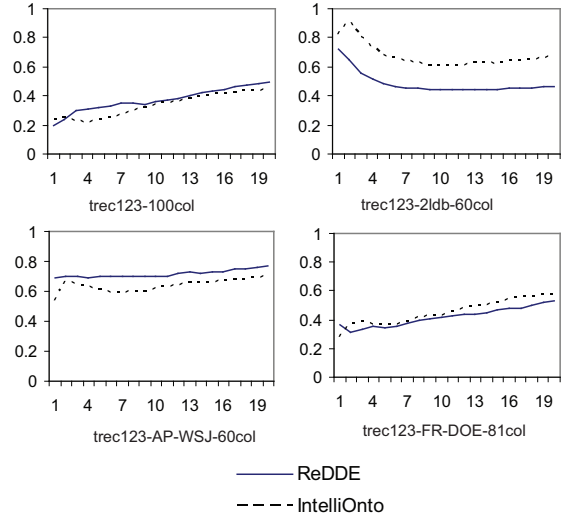 1
0.8
0.6
0.4
0.2
0
1 4 7 10 13 16 19
trec123-100col
1
0.8
0.6
0.4
0.2
0
1 4 7 10 13 16 19
trec123-2ldb-60col
1
0.8
0.6
0.4
0.2
0
1 4 7 10 13 16 19
trec123-AP-WSJ-60col
1
0.8
0.6
0.4
0.2
0
1 4 7 10 13 16 19
trec123-FR-DOE-81col
ReDDE
IntelliOnto